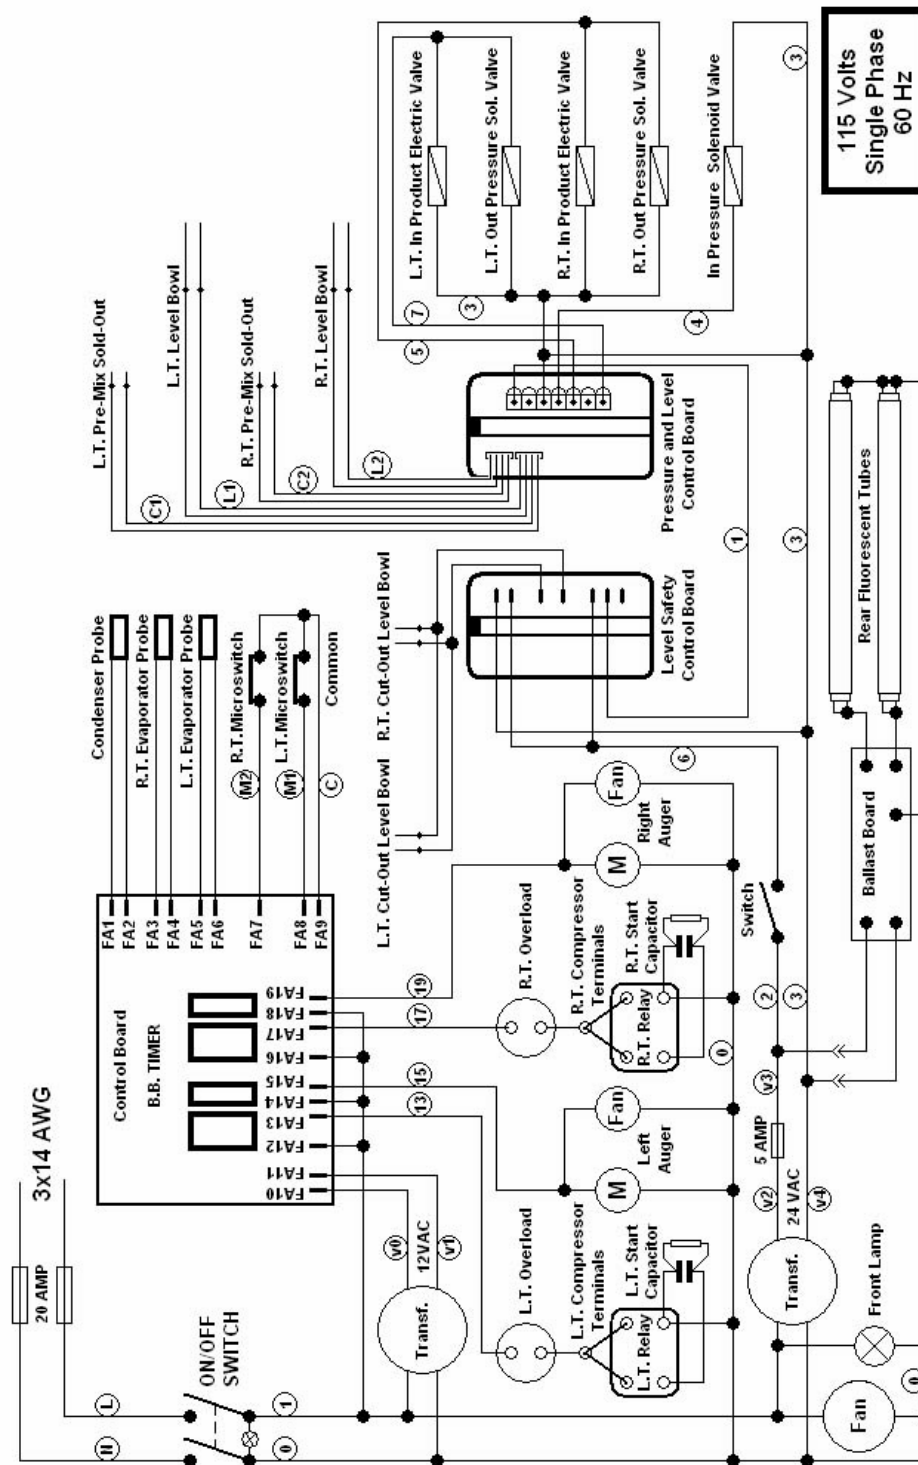 115 Volts
Single Phase
60 Hz
3x14 AWG
20 AMP
N
L
ON/OFF
SWITCH
0
1
Control Board
B.B. TIMER
FA1
FA2
FA3
FA4
FA5
FA6
FA7
FA8
FA9
FA10
FA11
FA12
FA13
FA14
FA15
FA16
FA17
FA18
FA19
Condenser Probe
R.T. Evaporator Probe
L.T. Evaporator Probe
R.T.Microswitch
L.T.Microswitch
Common
M2
M1
C
L.T. Pre-Mix Sold-Out
L.T. Level Bowl
R.T. Pre-Mix Sold-Out
R.T. Level Bowl
C1
L1
C2
L2
L.T. In Product Electric Valve
L.T. Out Pressure Sol. Valve
R.T. In Product Electric Valve
R.T. Out Pressure Sol. Valve
In Pressure Solenoid Valve
5
7
3
4
3
Pressure and Level
Control Board
1
3
L.T. Cut-Out Level Bowl
R.T. Cut-Out Level Bowl
Level Safety
Control Board
6
Transf.
12VAC
v0
v1
13
15
17
19
L.T. Overload
L.T. Compressor
Terminals
L.T. Relay
L.T. Start
Capacitor
M
Fan
Left
Auger
R.T. Overload
R.T. Compressor
Terminals
R.T. Relay
R.T. Start
Capacitor
0
M
Fan
Right
Auger
Transf.
24 VAC
v2
v4
5 AMP
v3
2
3
Switch
Fan
Front Lamp
0
Ballast Board
Rear Fluorescent Tubes